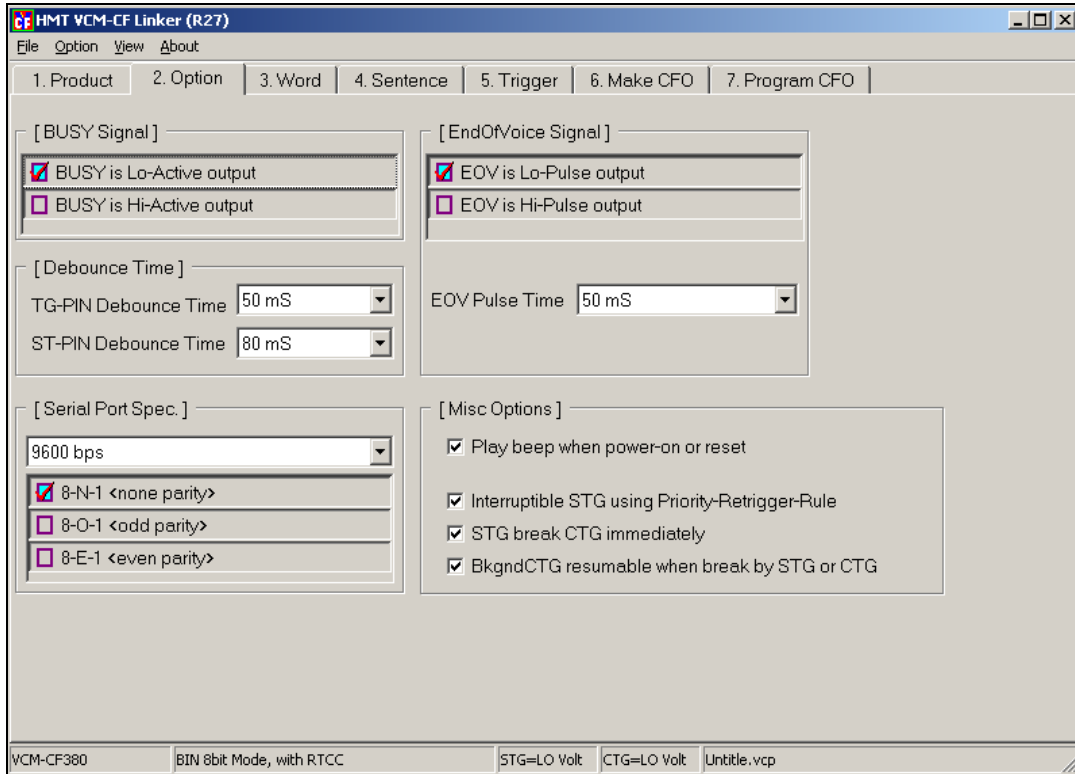 HMT VCM-CF Linker (R27)
File Option View About
1. Product 2. Option 3. Word 4. Sentence 5. Trigger 6. Make CFO 7. Program CFO
[ BUSY Signal ]
BUSY is Lo-Active output
BUSY is Hi-Active output
[ EndOfVoice Signal ]
EOV is Lo-Pulse output
EOV is Hi-Pulse output
EOV Pulse Time 50 mS
[ Debounce Time ]
TG-PIN Debounce Time 50 mS
ST-PIN Debounce Time 80 mS
[ Serial Port Spec. ]
9600 bps
8-N-1 <none parity>
8-O-1 <odd parity>
8-E-1 <even parity>
[ Misc Options ]
Play beep when power-on or reset
Interruptible STG using Priority-Retrigger-Rule
STG break CTG immediately
BkgndCTG resumable when break by STG or CTG
VCM-CF380 BIN 8bit Mode, with RTCC STG=LO Volt CTG=LO Volt Untitle.vcp